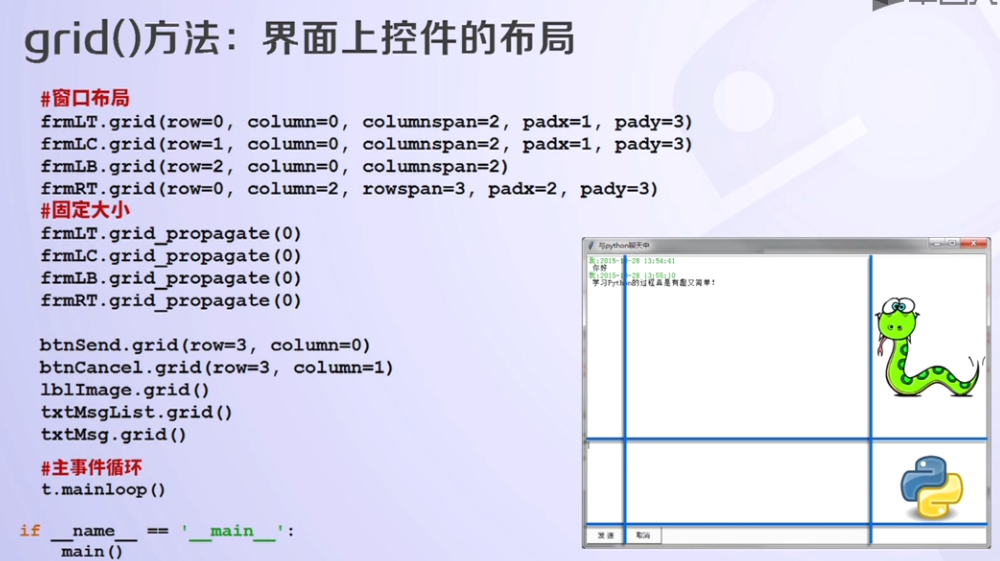 grid()方法：界面上控件的布局
#窗口布局
frmLT.grid(row=0, column=0, columnspan=2, padx=1, pady=3)
frmLC.grid(row=1, column=0, columnspan=2, padx=1, pady=3)
frmLB.grid(row=2, column=0, columnspan=2)
frmRT.grid(row=0, column=2, rowspan=3, padx=2, pady=3)
#固定大小
frmLT.grid_propagate(0)
frmLC.grid_propagate(0)
frmLB.grid_propagate(0)
frmRT.grid_propagate(0)
btnSend.grid(row=3, column=0)
btnCancel.grid(row=3, column=1)
lblImage.grid()
txtMsgList.grid()
txtMsg.grid()
#主事件循环
t.mainloop()
if __name__ == '__main__':
main()
与python聊天中
我:2015-10-28 13:54:41
你好
我:2015-10-28 13:55:10
学习Python的过程真是有趣又简单!
发 送
取消